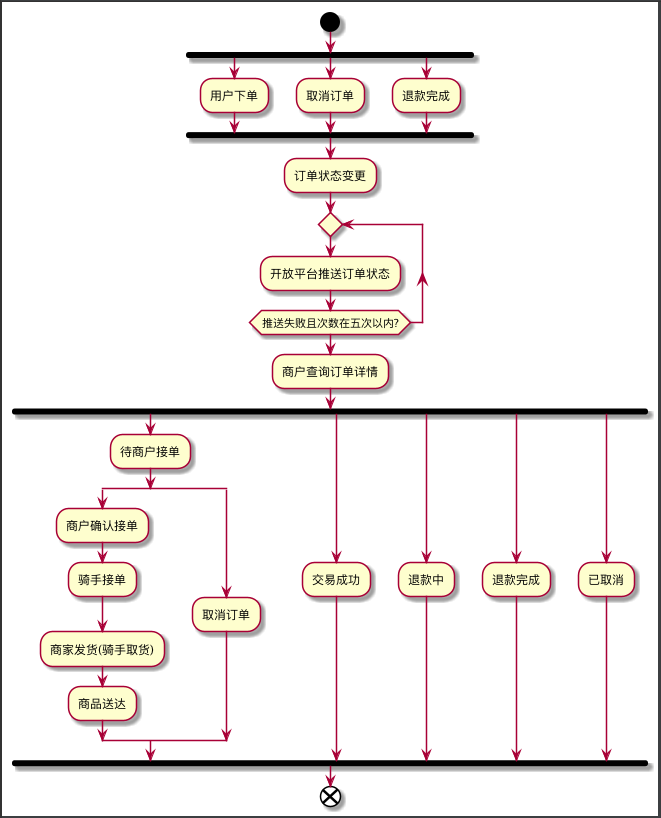 用户下单
取消订单
退款完成
订单状态变更
开放平台推送订单状态
推送失败且次数在五次以内?
商户查询订单详情
待商户接单
商户确认接单
骑手接单
交易成功
退款中
退款完成
已取消
取消订单
商家发货(骑手取货)
商品送达